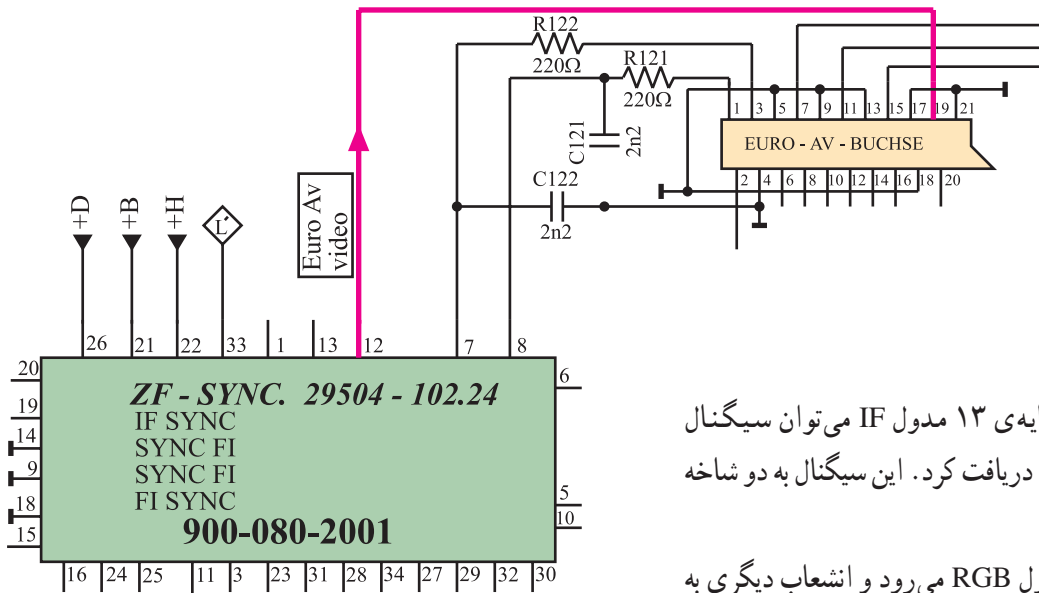 R122
220Ω
R121
220Ω
C121
2n2
C122
2n2
1 3 5 7 9 11 13 15 17 19 21
EURO - AV - BUCHSE
2 4 6 8 10 12 14 16 18 20
+D
+B
+H
L'
Euro Av
video
26 21 22 33 1 13 12 7 8
20
19
14
9
18
15
6
5
10
ZF - SYNC. 29504 - 102.24
IF SYNC
SYNC FI
SYNC FI
FI SYNC
900-080-2001
16 24 25 11 3 23 31 28 34 27 29 32 30
ایه‌ی ۱۳ مدول IF می‌توان سیگنال
دریافت کرد. این سیگنال به دو شاخه
ول RGB می‌رود و انشعاب دیگری به